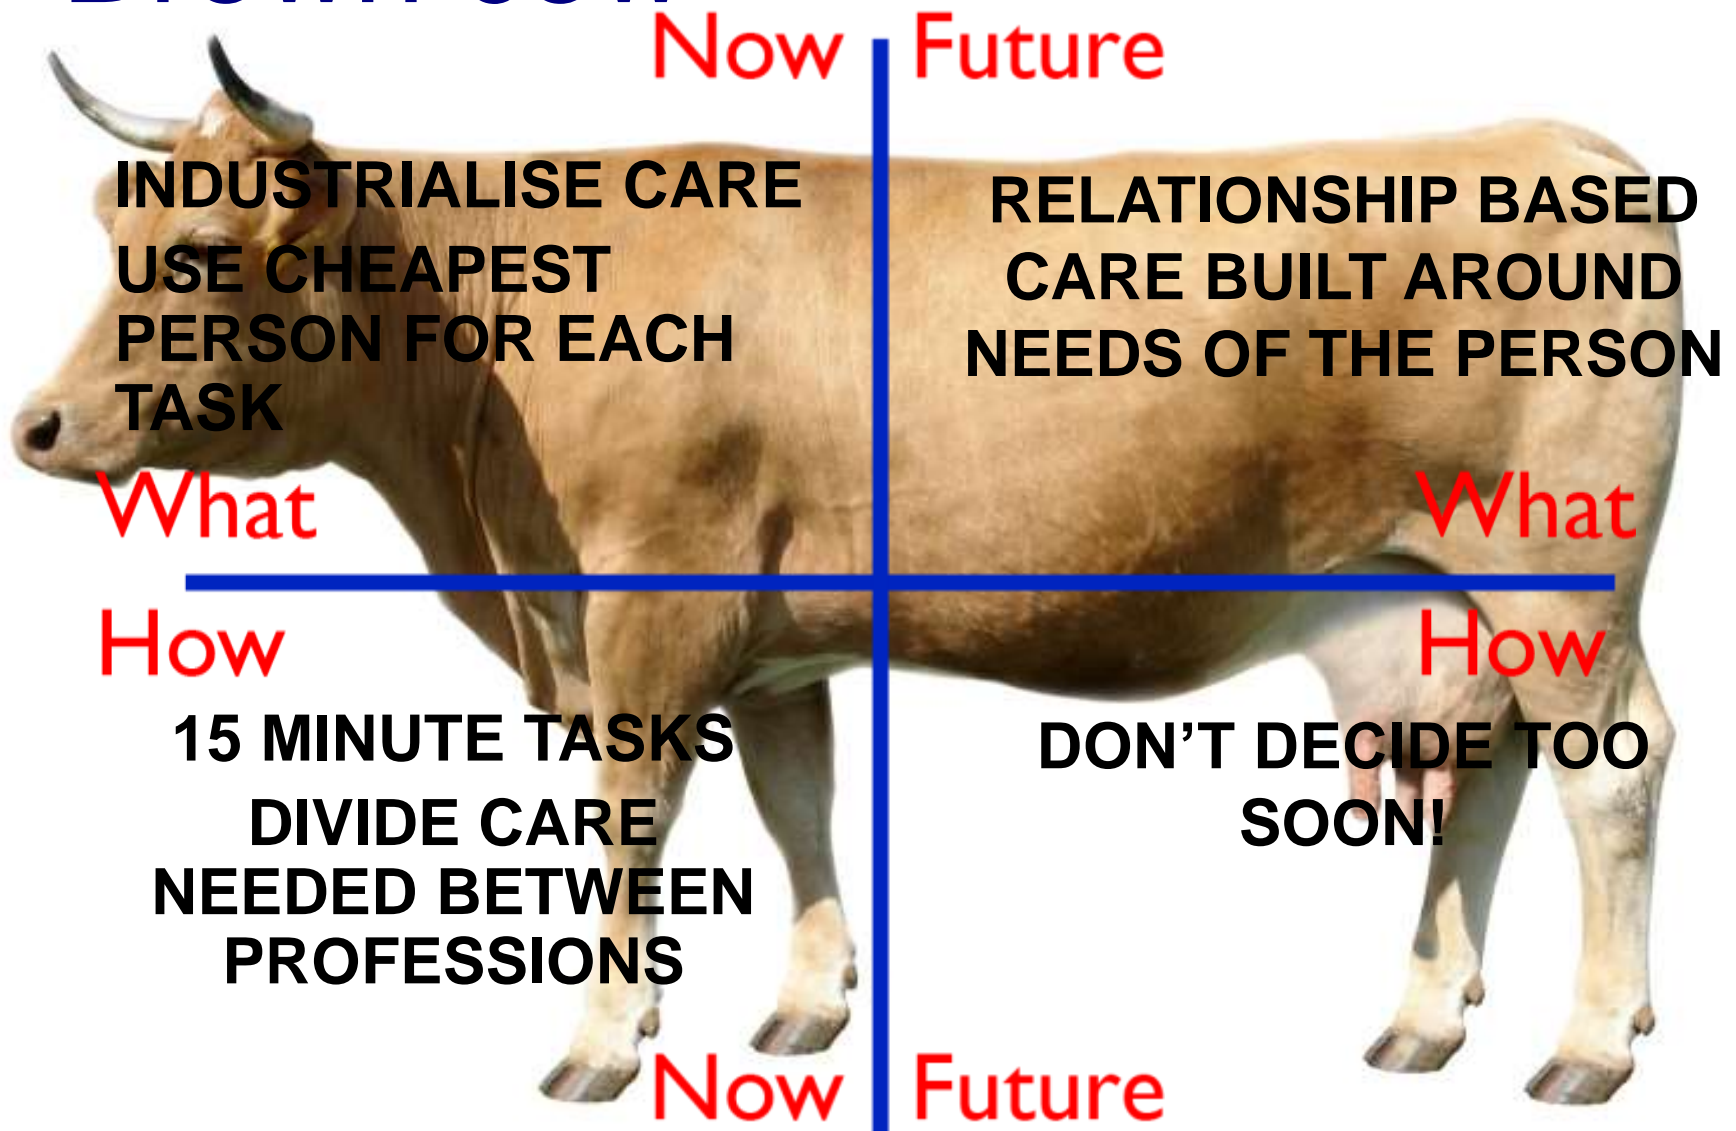 Now Future
INDUSTRIALISE CARE
USE CHEAPEST
PERSON FOR EACH
TASK
RELATIONSHIP BASED
CARE BUILT AROUND
NEEDS OF THE PERSON
What
What
How
How
15 MINUTE TASKS
DIVIDE CARE
NEEDED BETWEEN
PROFESSIONS
DON’T DECIDE TOO
SOON!
Now Future